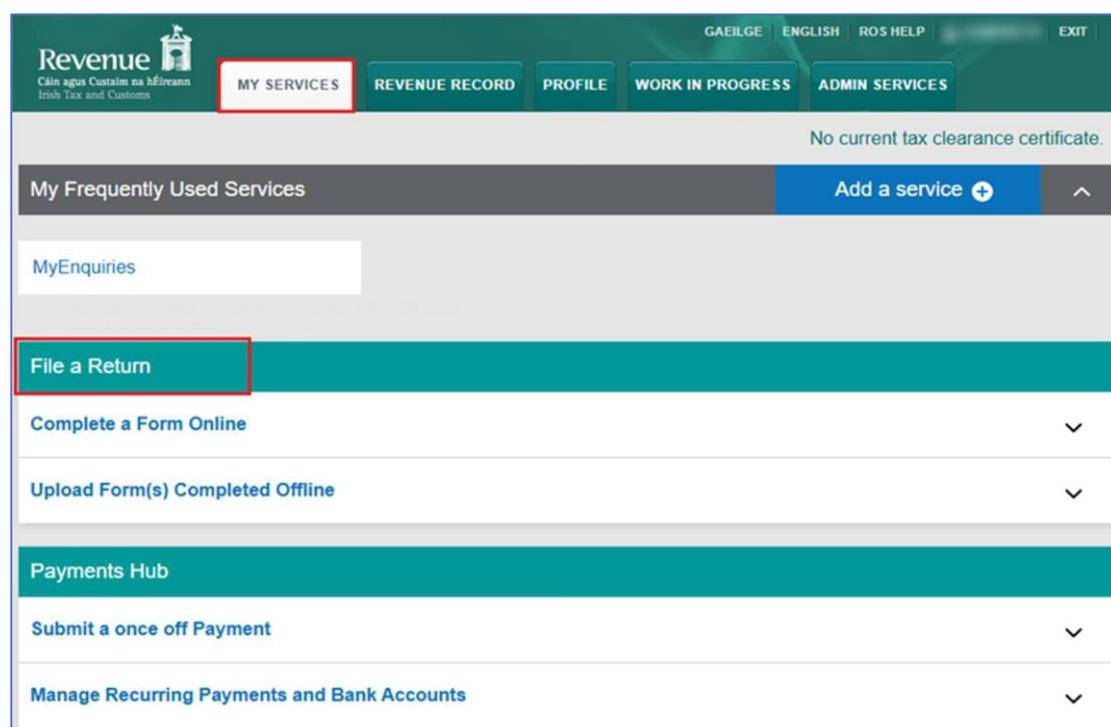 GAEILGE ENGLISH ROS HELP EXIT
Revenue
Cáin agus Custaim na hÉireann
Irish Tax and Customs
MY SERVICES REVENUE RECORD PROFILE WORK IN PROGRESS ADMIN SERVICES
No current tax clearance certificate.
My Frequently Used Services Add a service
MyEnquiries
File a Return
Complete a Form Online
Upload Form(s) Completed Offline
Payments Hub
Submit a once off Payment
Manage Recurring Payments and Bank Accounts